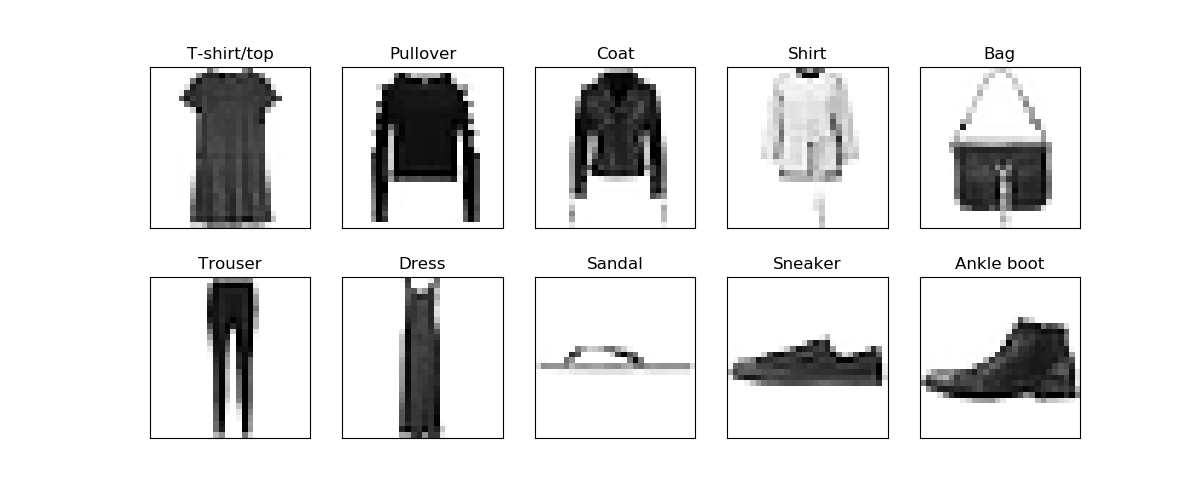 T-shirt/top
Pullover
Coat
Shirt
Bag
Trouser
Dress
Sandal
Sneaker
Ankle boot